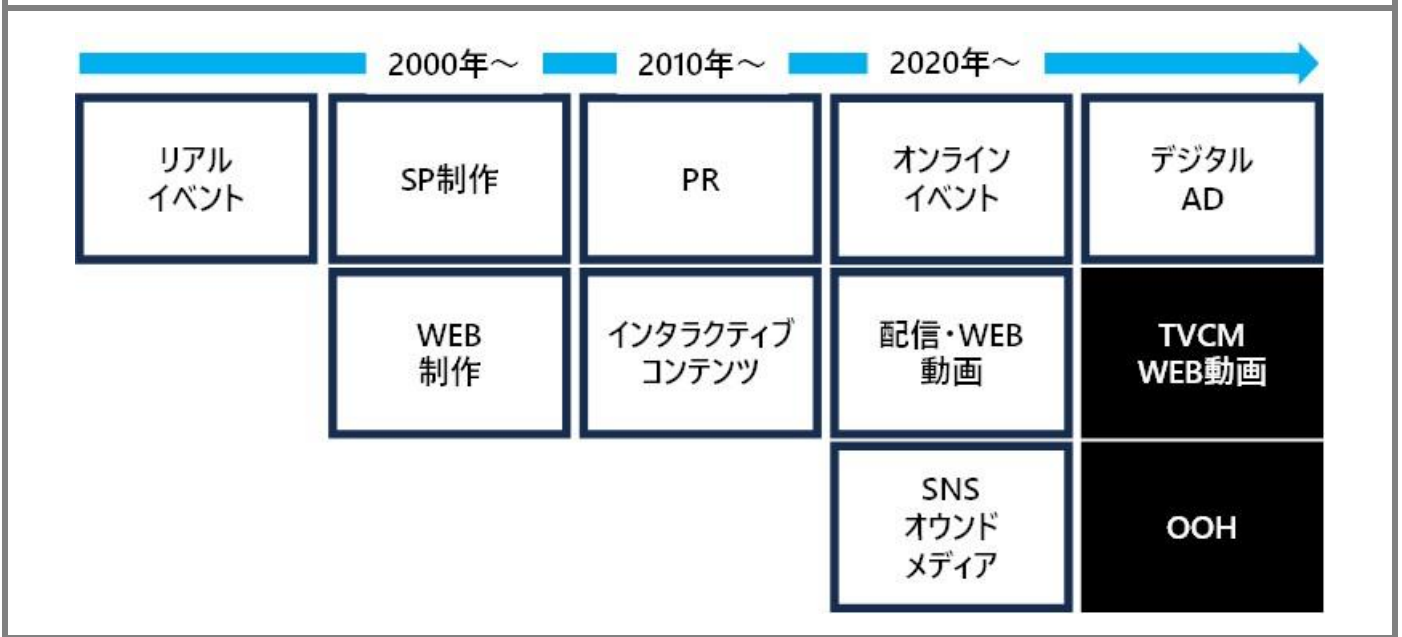 2000年～
2010年～
2020年～
リアル
イベント
SP制作
PR
オンライン
イベント
デジタル
AD
WEB
制作
インタラクティブ
コンテンツ
配信・WEB
動画
TVCM
WEB動画
SNS
オウンド
メディア
OOH